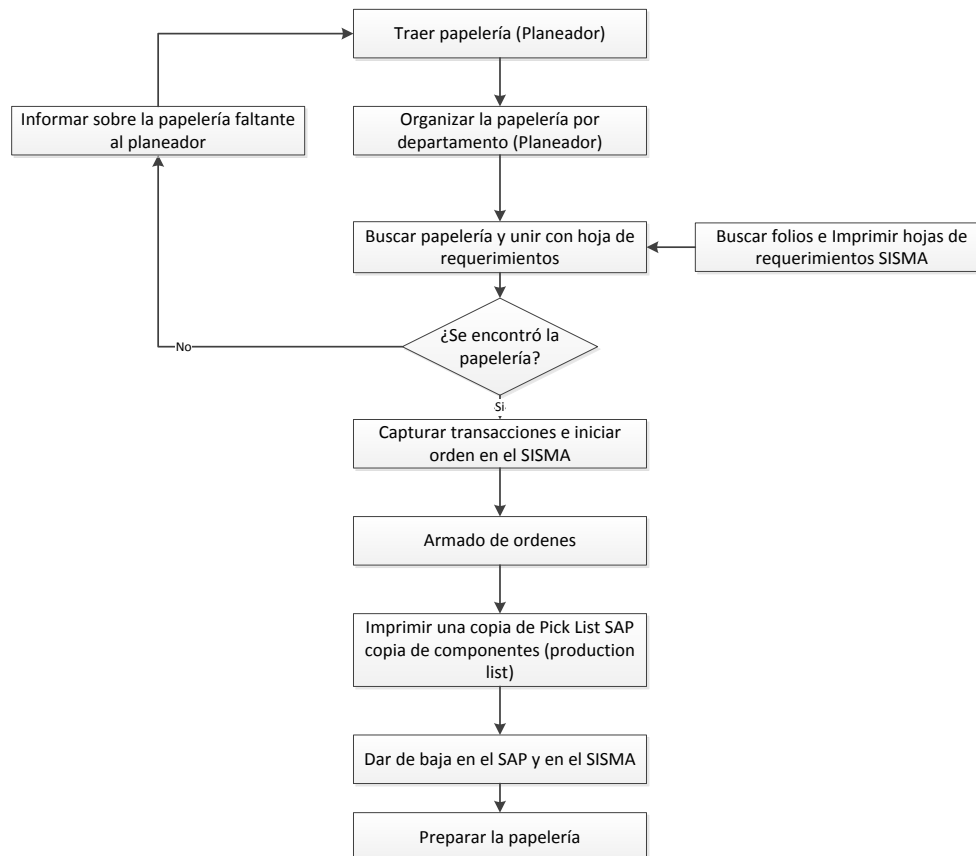 Traer papelería (Planeador)
Informar sobre la papelería faltante
al planeador
Organizar la papelería por
departamento (Planeador)
Buscar papelería y unir con hoja de
requerimientos
Buscar folios e Imprimir hojas de
requerimientos SISMA
¿Se encontró la
papelería?
No
Si
Capturar transacciones e iniciar
orden en el SISMA
Armado de ordenes
Imprimir una copia de Pick List SAP
copia de componentes (production
list)
Dar de baja en el SAP y en el SISMA
Preparar la papelería